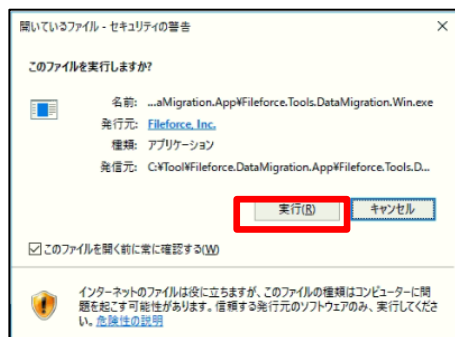 開いているファイル - セキュリティの警告
このファイルを実行しますか?
名前: ...aMigration.App¥Fileforce.Tools.DataMigration.Win.exe
発行元: Fileforce, Inc.
種類: アプリケーション
発信元: C:¥Tool¥Fileforce.DataMigration.App¥Fileforce.Tools.D...
実行(R) キャンセル
このファイルを開く前に常に確認する(W)
インターネットのファイルは役に立ちますが、このファイルの種類はコンピューターに問
題を起こす可能性があります。信頼する発行元のソフトウェアのみ、実行してくださ
い。危険性の説明